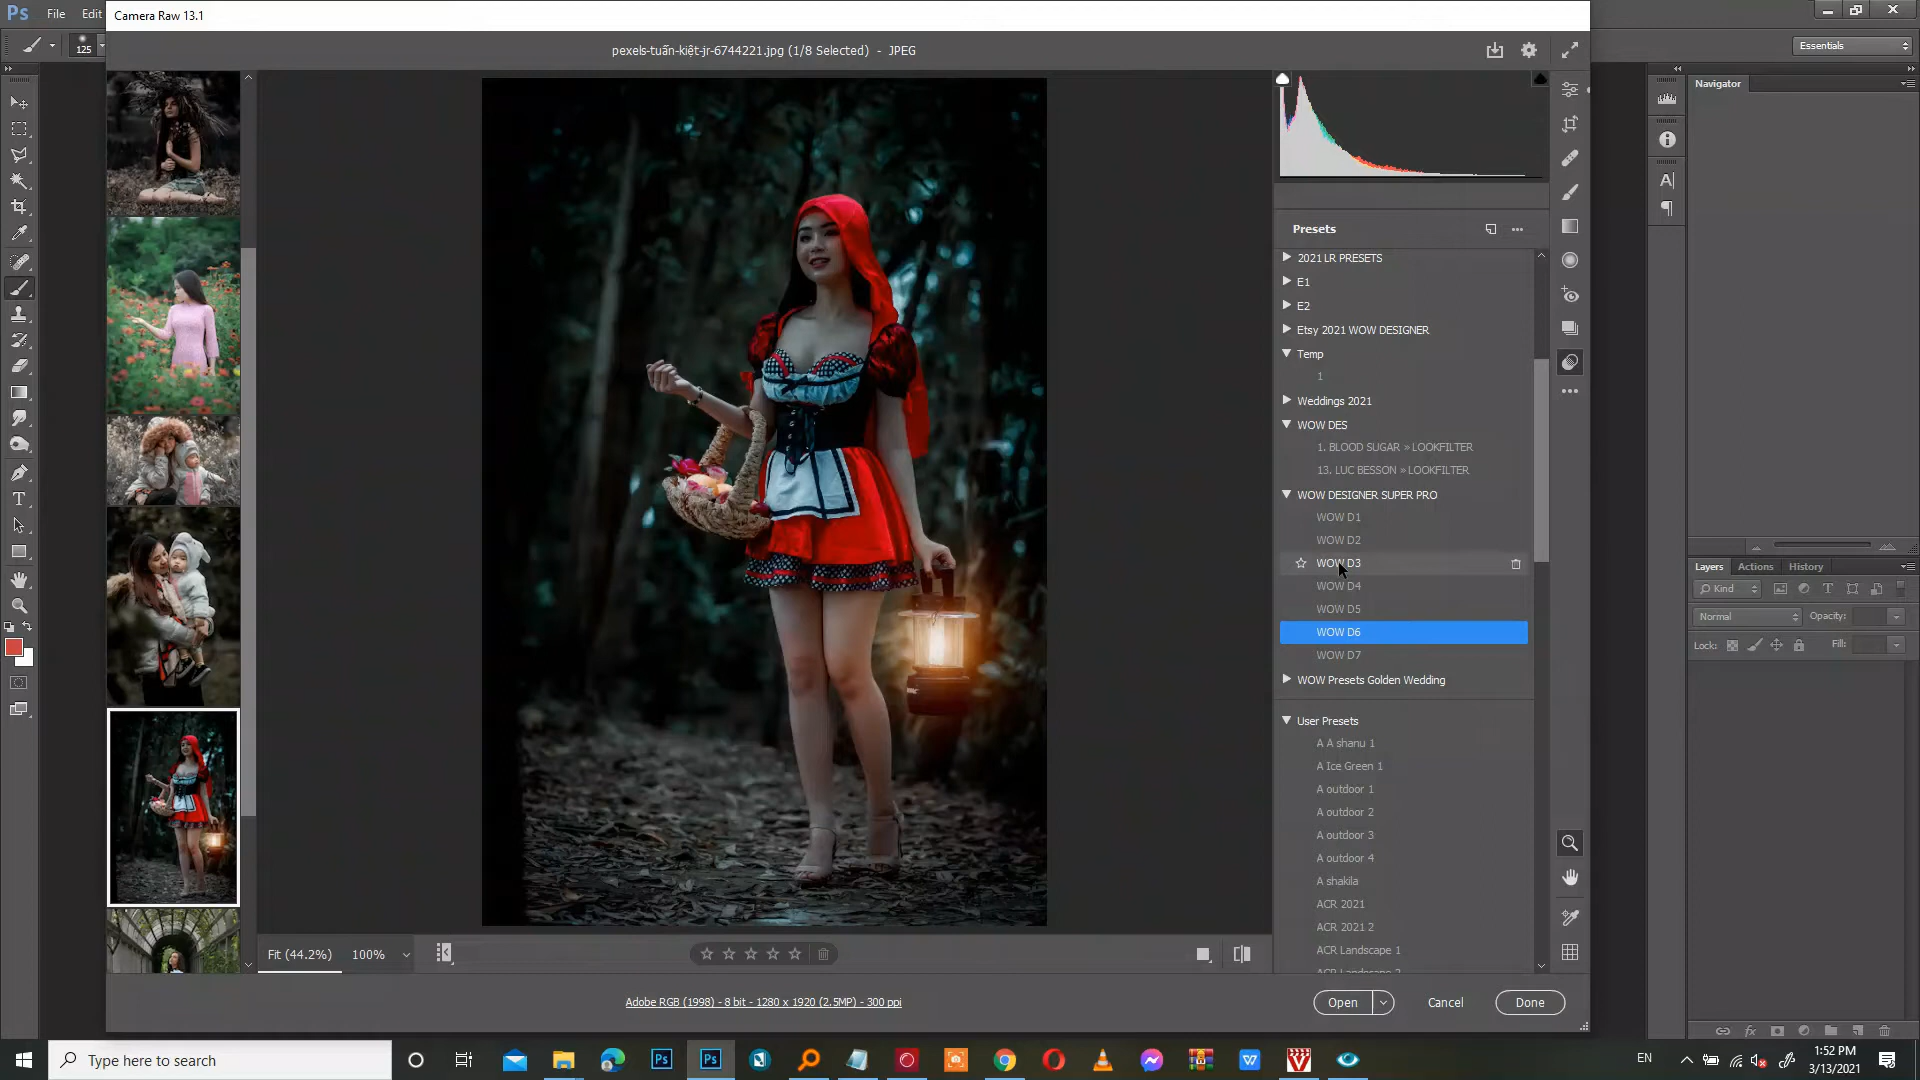 Ps File Edit
Camera Raw 13.1
125
Essentials
pexels-tuấn-kiệt-jr-6744221.jpg (1/8 Selected) - JPEG
Navigator
Presets
2021 LR PRESETS
E1
E2
Etsy 2021 WOW DESIGNER
Temp
1
Weddings 2021
WOW DES
1. BLOOD SUGAR » LOOKFILTER
13. LUC BESSON » LOOKFILTER
WOW DESIGNER SUPER PRO
WOW D1
WOW D2
WOW D3
WOW D4
WOW D5
WOW D6
WOW D7
WOW Presets Golden Wedding
User Presets
A A shanu 1
A Ice Green 1
A outdoor 1
A outdoor 2
A outdoor 3
A outdoor 4
A shakila
ACR 2021
ACR 2021 2
ACR Landscape 1
ACR Landscape 2
Layers Actions History
Kind
Normal Opacity:
Lock: Fill:
Fit (44.2%) 100%
Adobe RGB (1998) - 8 bit - 1280 x 1920 (2.5MP) - 300 ppi
Open Cancel Done
Type here to search
EN
1:52 PM
3/13/2021